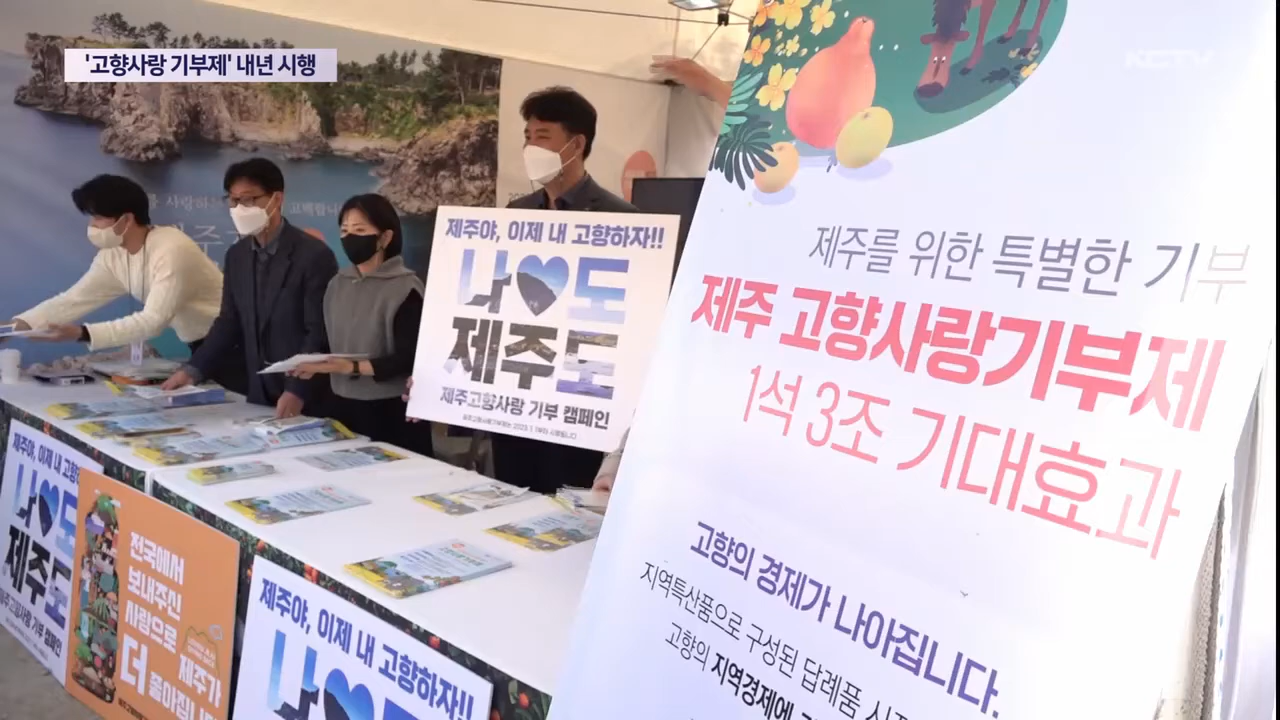 '고향사랑 기부제' 내년 시행
KCTV
제주를 위한 특별한 기부
제주 고향사랑기부제
1석 3조 기대효과
고향의 경제가 나아집니다.
지역특산품으로 구성된 답례품
고향의 지역경제에
제주야, 이제 내 고향하자!!
나♥도
제주도
제주고향사랑 기부 캠페인
제주야, 이제 내 고향
나♥도
제주도
제주고향사랑 기부 캠페인
전국에서
보내주신
사랑으로
제주가
더
제주야, 이제 내 고향하자!!
나♥도